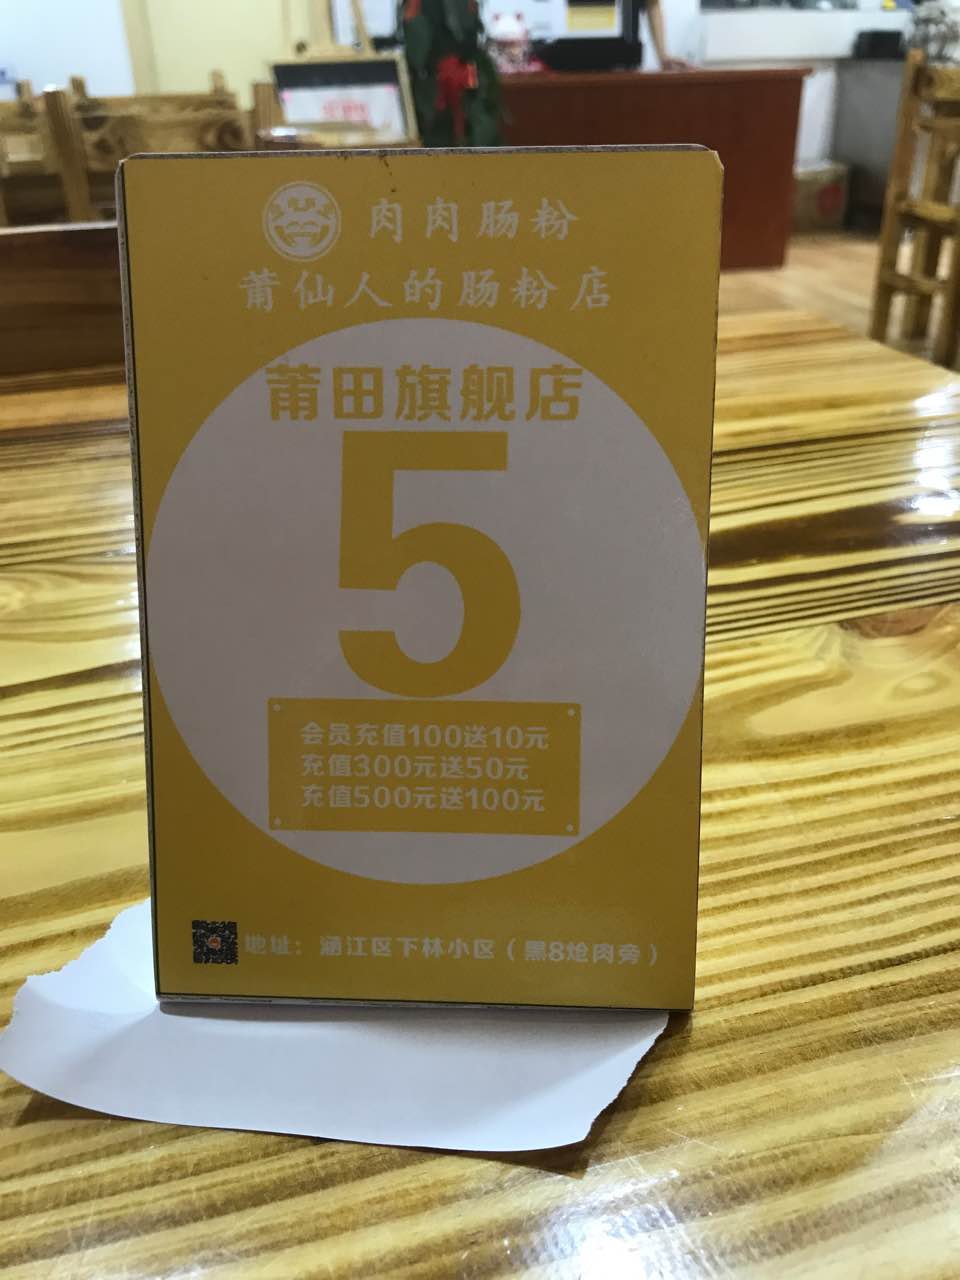 肉肉肠粉
莆仙人的肠粉店
莆田旗舰店
5
会员充值100送10元
充值300元送50元
充值500元送100元
地址：涵江区下林小区（黑8炝肉旁）